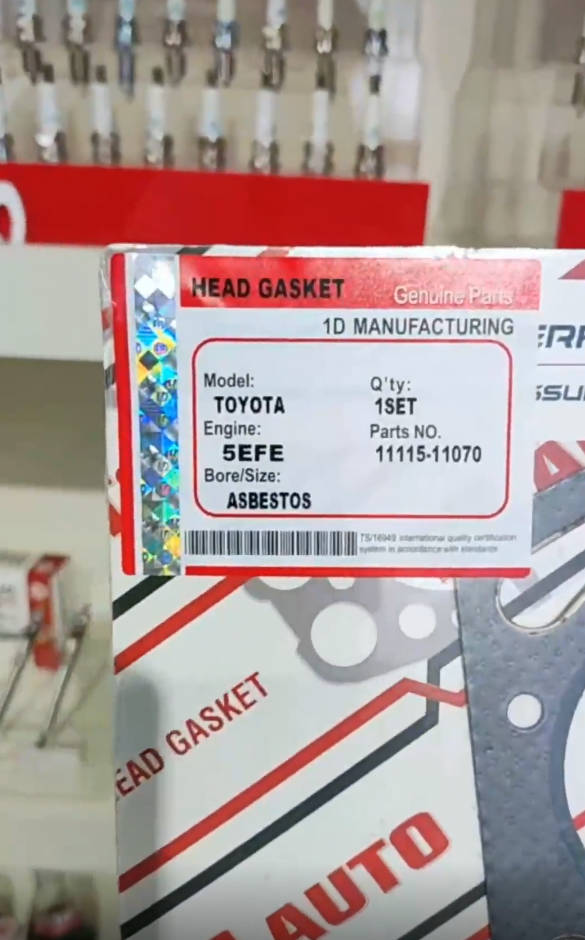 HEAD GASKET
Genuine Parts
1D MANUFACTURING
Model:
TOYOTA
Q'ty:
1SET
Engine:
5EFE
Parts NO.
11115-11070
Bore/Size:
ASBESTOS
TS/16949 international quality certification
system in accordance with standards
HEAD GASKET
AUTO